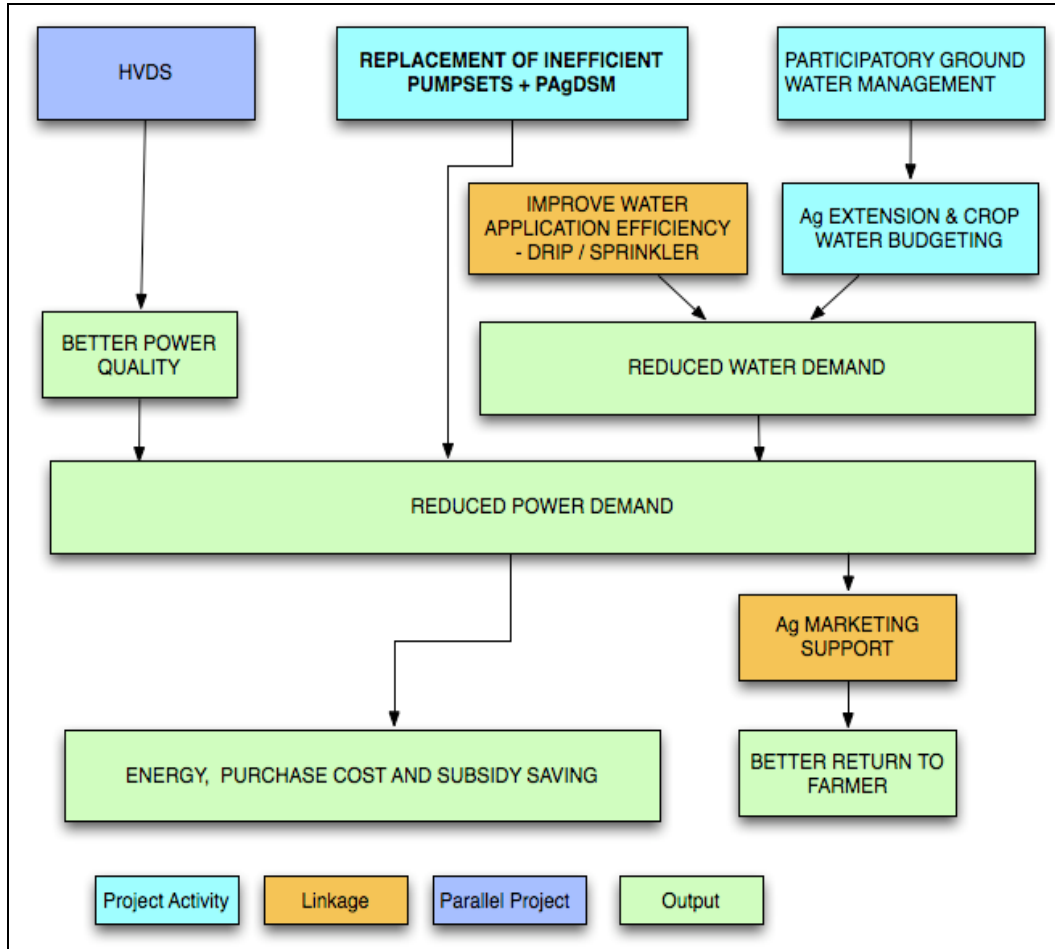 HVDS
REPLACEMENT OF INEFFICIENT
PUMPSETS + PAgDSM
PARTICIPATORY GROUND
WATER MANAGEMENT
IMPROVE WATER
APPLICATION EFFICIENCY
- DRIP / SPRINKLER
Ag EXTENSION & CROP
WATER BUDGETING
BETTER POWER
QUALITY
REDUCED WATER DEMAND
REDUCED POWER DEMAND
Ag MARKETING
SUPPORT
ENERGY, PURCHASE COST AND SUBSIDY SAVING
BETTER RETURN TO
FARMER
Project Activity
Linkage
Parallel Project
Output